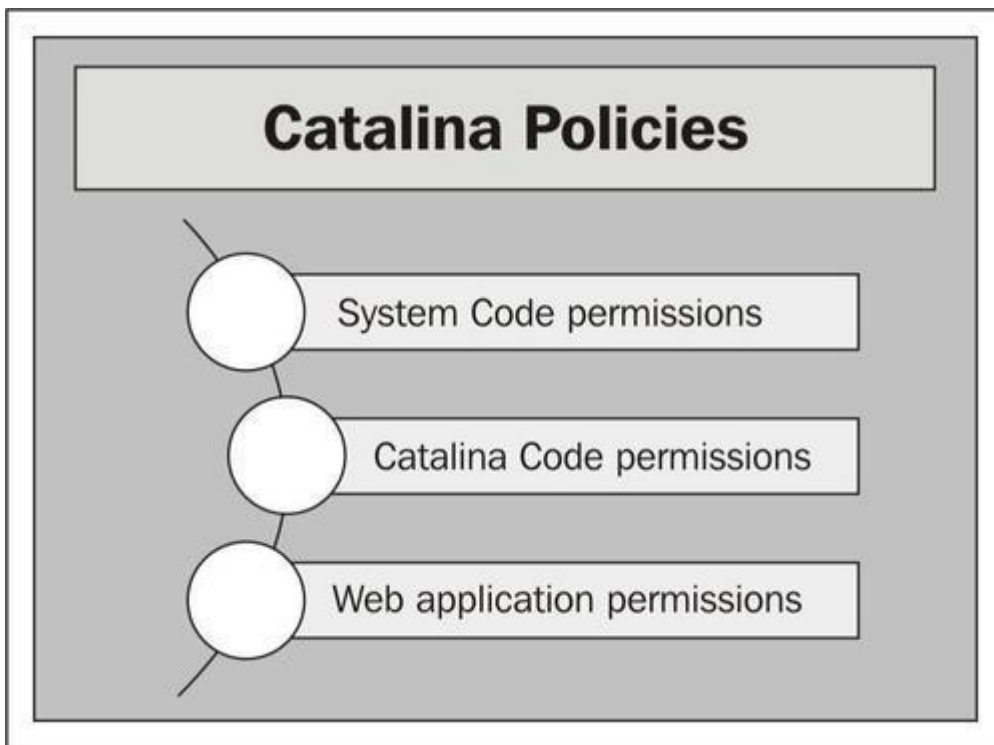 Catalina Policies
System Code permissions
Catalina Code permissions
Web application permissions